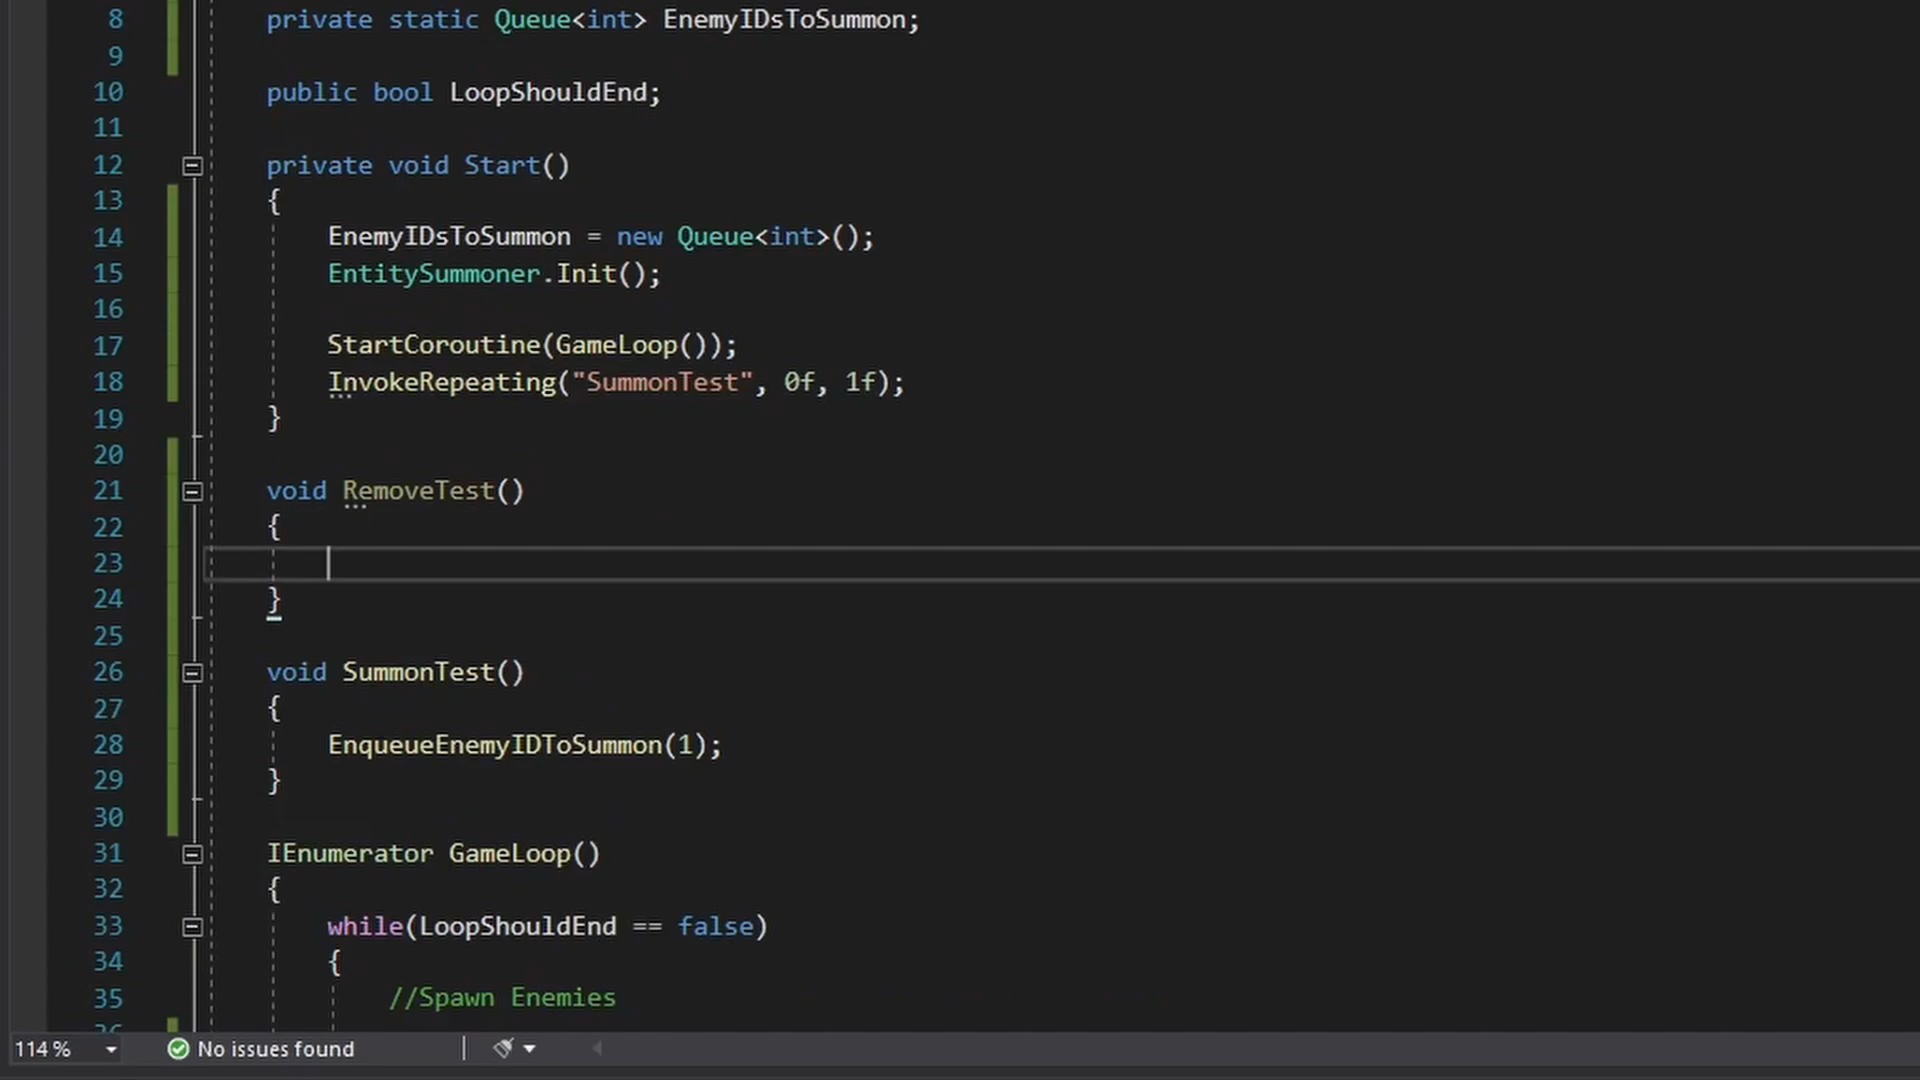 8 private static Queue<int> EnemyIDsToSummon;
9
10 public bool LoopShouldEnd;
11
12 private void Start()
13 {
14 EnemyIDsToSummon = new Queue<int>();
15 EntitySummoner.Init();
16
17 StartCoroutine(GameLoop());
18 InvokeRepeating("SummonTest", 0f, 1f);
19 }
20
21 void RemoveTest()
22 {
23
24 }
25
26 void SummonTest()
27 {
28 EnqueueEnemyIDToSummon(1);
29 }
30
31 IEnumerator GameLoop()
32 {
33 while(LoopShouldEnd == false)
34 {
35 //Spawn Enemies
36
114 % No issues found